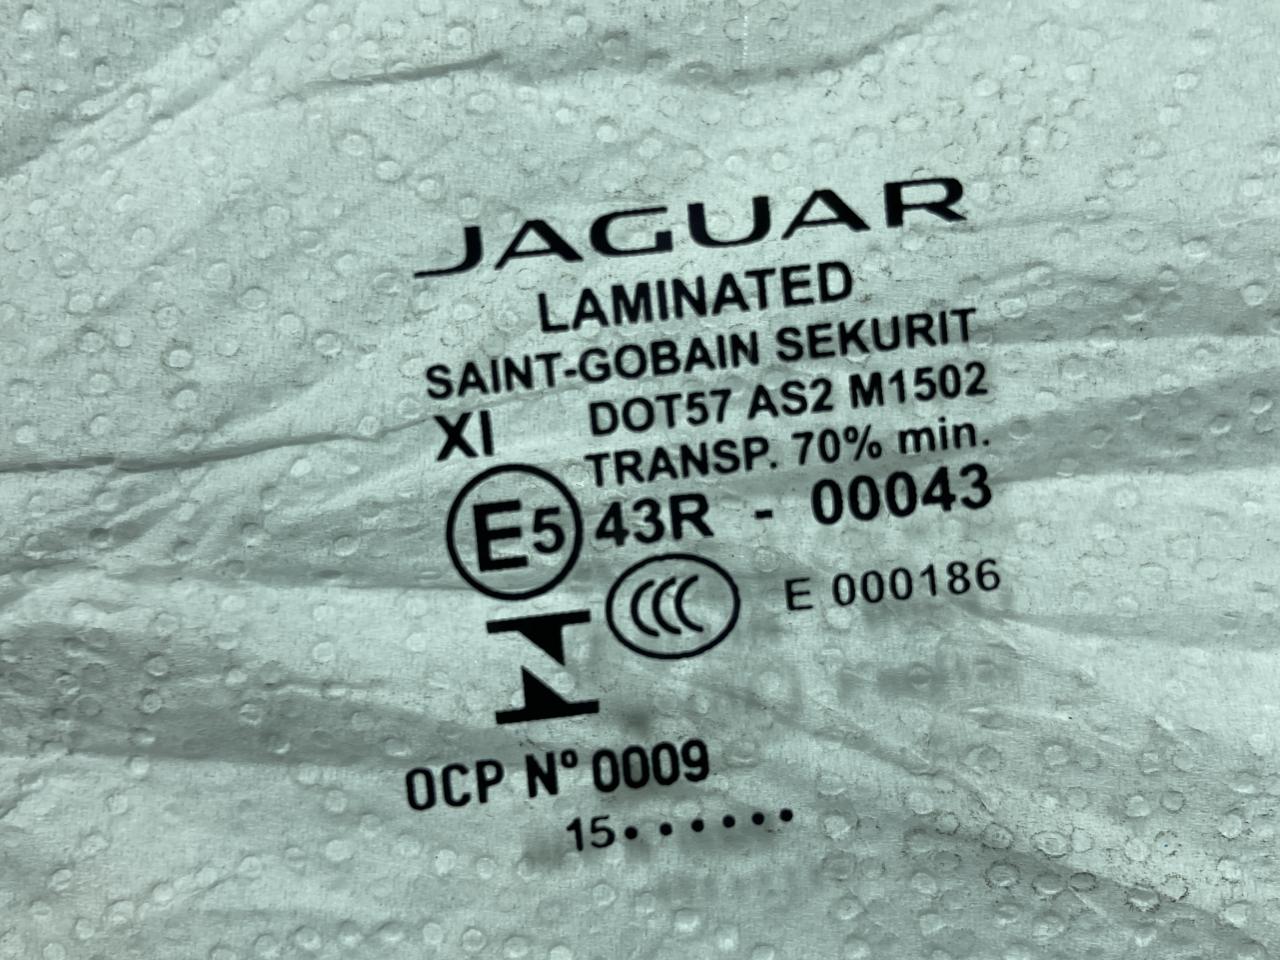 JAGUAR
LAMINATED
SAINT-GOBAIN SEKURIT
XI DOT57 AS2 M1502
TRANSP. 70% min.
E5 43R - 00043
CCC E 000186
OCP Nº 0009
15••••••